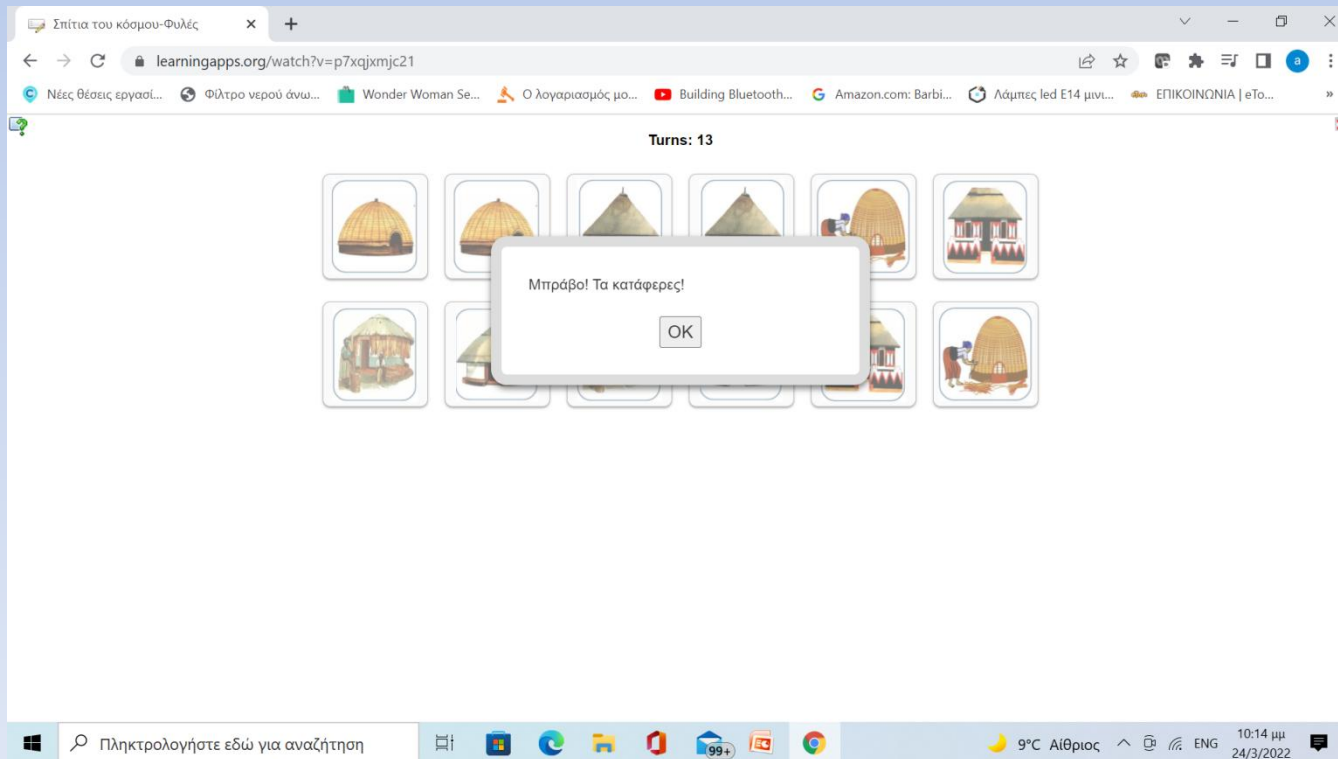 Σπίτια του κόσμου-Φυλές
learningapps.org/watch?v=p7xqjxmjc21
a
Νέες θέσεις εργασί... Φίλτρο νερού άνω... Wonder Woman Se... Ο λογαριασμός μο... Building Bluetooth... Amazon.com: Barbi... Λάμπες led E14 μινι... ΕΠΙΚΟΙΝΩΝΙΑ | eTo... »
Turns: 13
Μπράβο! Τα κατάφερες!
OK
Πληκτρολογήστε εδώ για αναζήτηση
99+
9°C Αίθριος
ENG
10:14 μμ
24/3/2022